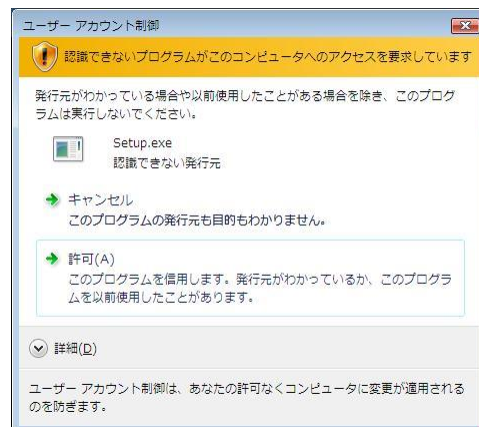 ユーザー アカウント制御
認識できないプログラムがこのコンピュータへのアクセスを要求しています
発行元がわかっている場合や以前使用したことがある場合を除き、このプログ
ラムは実行しないでください。
Setup.exe
認識できない発行元
キャンセル
このプログラムの発行元も目的もわかりません。
許可(A)
このプログラムを信用します。発行元がわかっているか、このプログラ
ムを以前使用したことがあります。
詳細(D)
ユーザー アカウント制御は、あなたの許可なくコンピュータに変更が適用される
のを防ぎます。